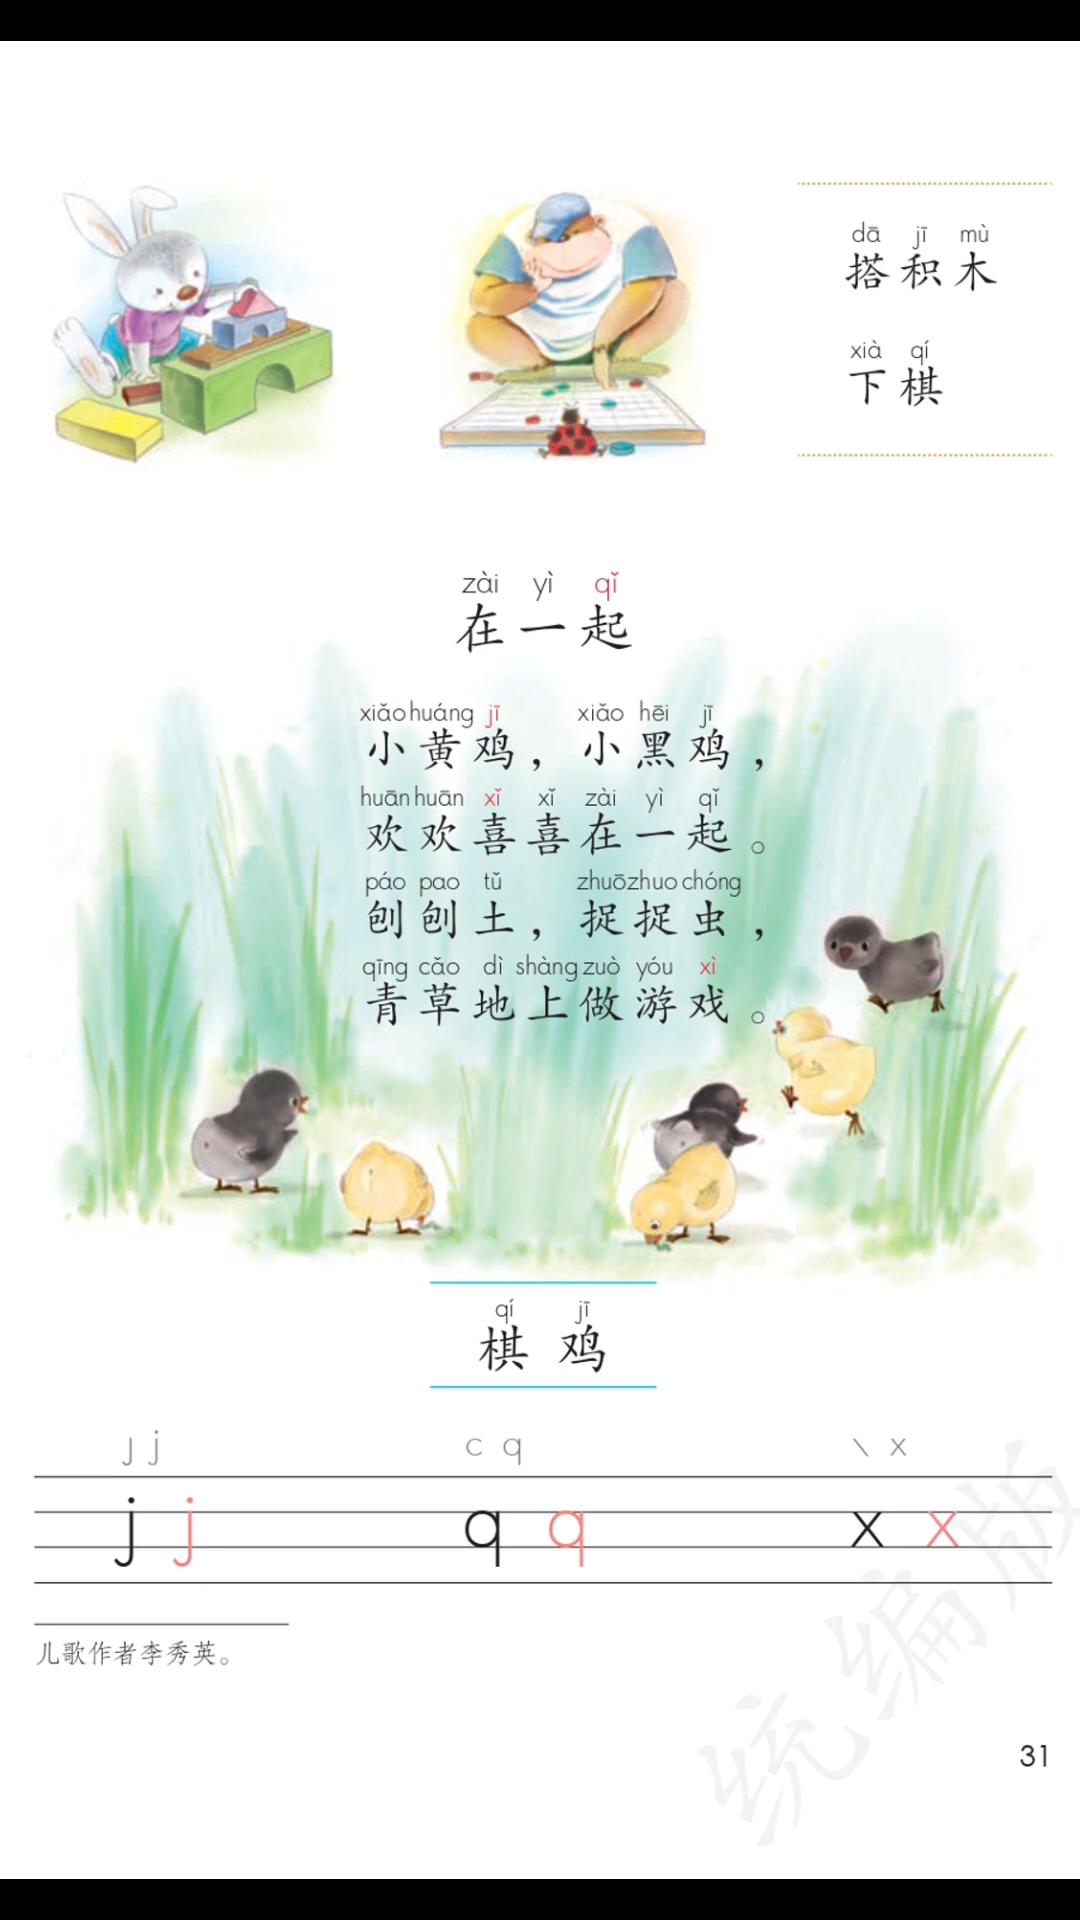 dā jī mù
搭积木
xià qí
下棋
zài yì qǐ
在一起
xiǎo huáng jī xiǎo hēi jī
小黄鸡，小黑鸡，
huān huān xǐ xǐ zài yì qǐ
欢欢喜喜在一起。
páo pao tǔ zhuō zhuo chóng
刨刨土，捉捉虫，
qīng cǎo dì shàng zuò yóu xì
青草地上做游戏。
qí jī
棋 鸡
ȷ j c q \ x
j j q q x x
儿歌作者李秀英。
统编版
31